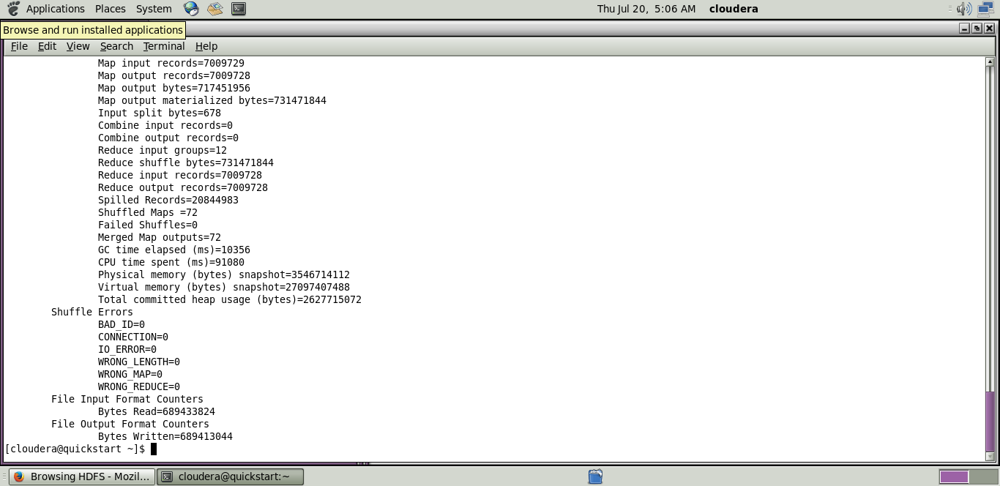 Applications Places System Thu Jul 20, 5:06 AM cloudera
Browse and run installed applications
File Edit View Search Terminal Help
Map input records=7009729
Map output records=7009728
Map output bytes=717451956
Map output materialized bytes=731471844
Input split bytes=678
Combine input records=0
Combine output records=0
Reduce input groups=12
Reduce shuffle bytes=731471844
Reduce input records=7009728
Reduce output records=7009728
Spilled Records=20844983
Shuffled Maps =72
Failed Shuffles=0
Merged Map outputs=72
GC time elapsed (ms)=10356
CPU time spent (ms)=91080
Physical memory (bytes) snapshot=3546714112
Virtual memory (bytes) snapshot=27097407488
Total committed heap usage (bytes)=2627715072
Shuffle Errors
BAD_ID=0
CONNECTION=0
IO_ERROR=0
WRONG_LENGTH=0
WRONG_MAP=0
WRONG_REDUCE=0
File Input Format Counters
Bytes Read=689433824
File Output Format Counters
Bytes Written=689413044
[cloudera@quickstart ~]$
Browsing HDFS - Mozil... cloudera@quickstart:~